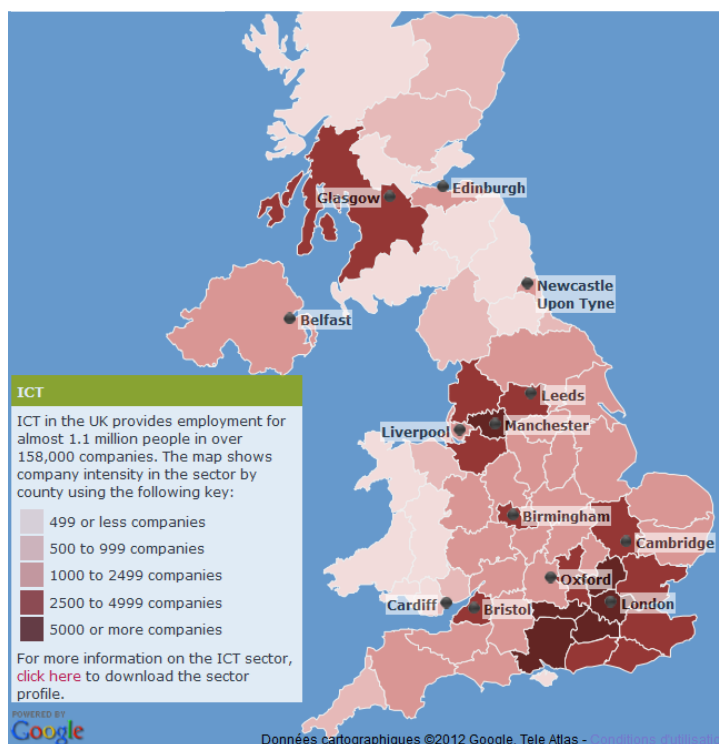 Edinburgh
Glasgow
Newcastle
Upon Tyne
Belfast
ICT
ICT in the UK provides employment for
almost 1.1 million people in over
158,000 companies. The map shows
company intensity in the sector by
county using the following key:
499 or less companies
500 to 999 companies
1000 to 2499 companies
2500 to 4999 companies
5000 or more companies
For more information on the ICT sector,
click here to download the sector
profile.
Leeds
Liverpool
Manchester
Birmingham
Cambridge
Oxford
Cardiff
Bristol
London
POWERED BY
Google
Données cartographiques ©2012 Google, Tele Atlas - Conditions d'utilisation